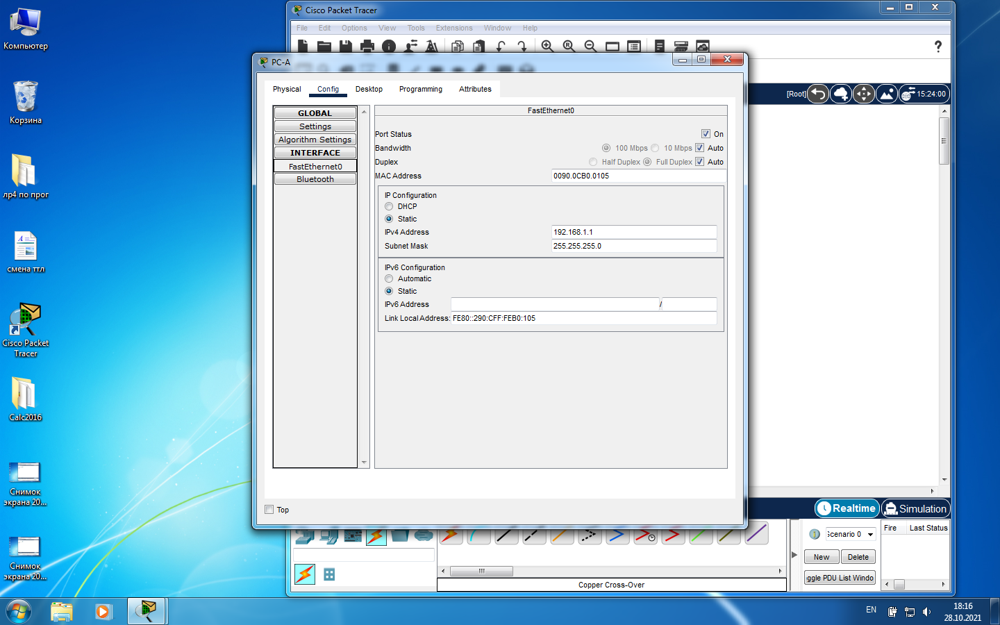 Компьютер
Корзина
лр4 по прог
смена ттл
Cisco Packet
Tracer
Calc2016
Снимок
экрана 20...
Снимок
экрана 20...
Cisco Packet Tracer
File Edit Options View Tools Extensions Window Help
?
[Root]
15:24:00
PC-A
Physical Config Desktop Programming Attributes
GLOBAL
Settings
Algorithm Settings
INTERFACE
FastEthernet0
Bluetooth
FastEthernet0
Port Status On
Bandwidth 100 Mbps 10 Mbps Auto
Duplex Half Duplex Full Duplex Auto
MAC Address 0090.0CB0.0105
IP Configuration
DHCP
Static
IPv4 Address 192.168.1.1
Subnet Mask 255.255.255.0
IPv6 Configuration
Automatic
Static
IPv6 Address /
Link Local Address: FE80::290:CFF:FEB0:105
Top
Realtime Simulation
Scenario 0
New Delete
ggle PDU List Windo
Fire Last Status
Copper Cross-Over
EN
18:16
28.10.2021